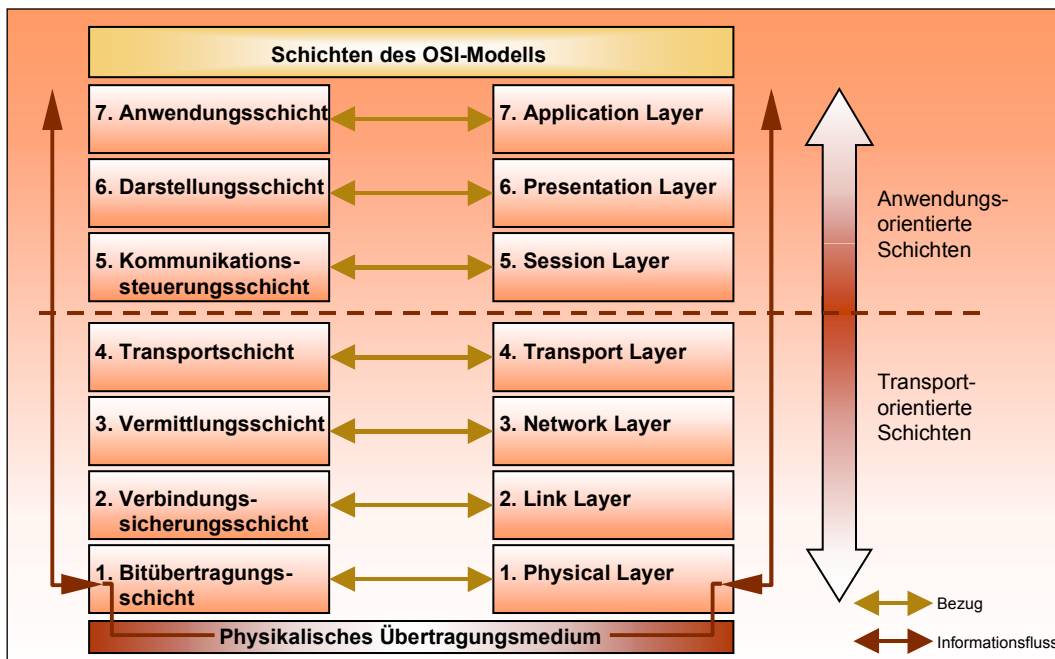 Schichten des OSI-Modells
7. Anwendungsschicht
7. Application Layer
6. Darstellungsschicht
6. Presentation Layer
5. Kommunikations-
steuerungsschicht
5. Session Layer
Anwendungs-
orientierte
Schichten
4. Transportschicht
4. Transport Layer
3. Vermittlungsschicht
3. Network Layer
Transport-
orientierte
Schichten
2. Verbindungs-
sicherungsschicht
2. Link Layer
1. Bitübertragungs-
schicht
1. Physical Layer
Physikalisches Übertragungsmedium
Bezug
Informationsfluss